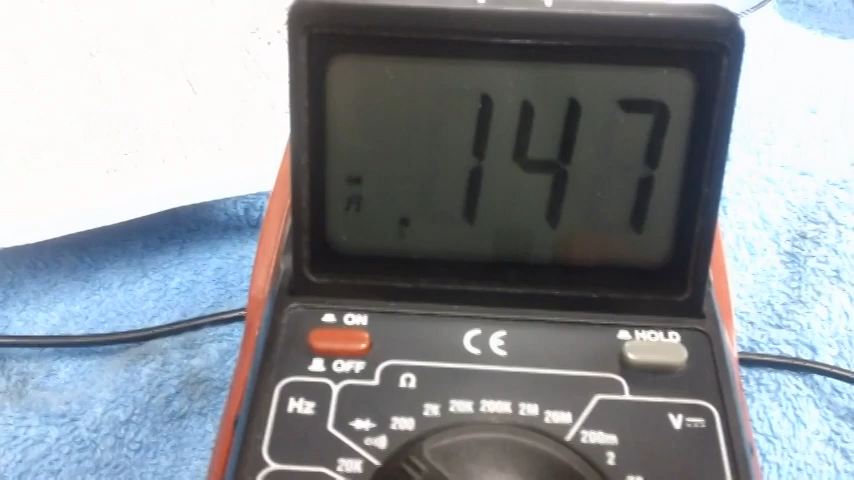 .147
ON
CE
HOLD
OFF
Ω
Hz
200 2K 20K 200K 2M 20M
V
200m
2
20K